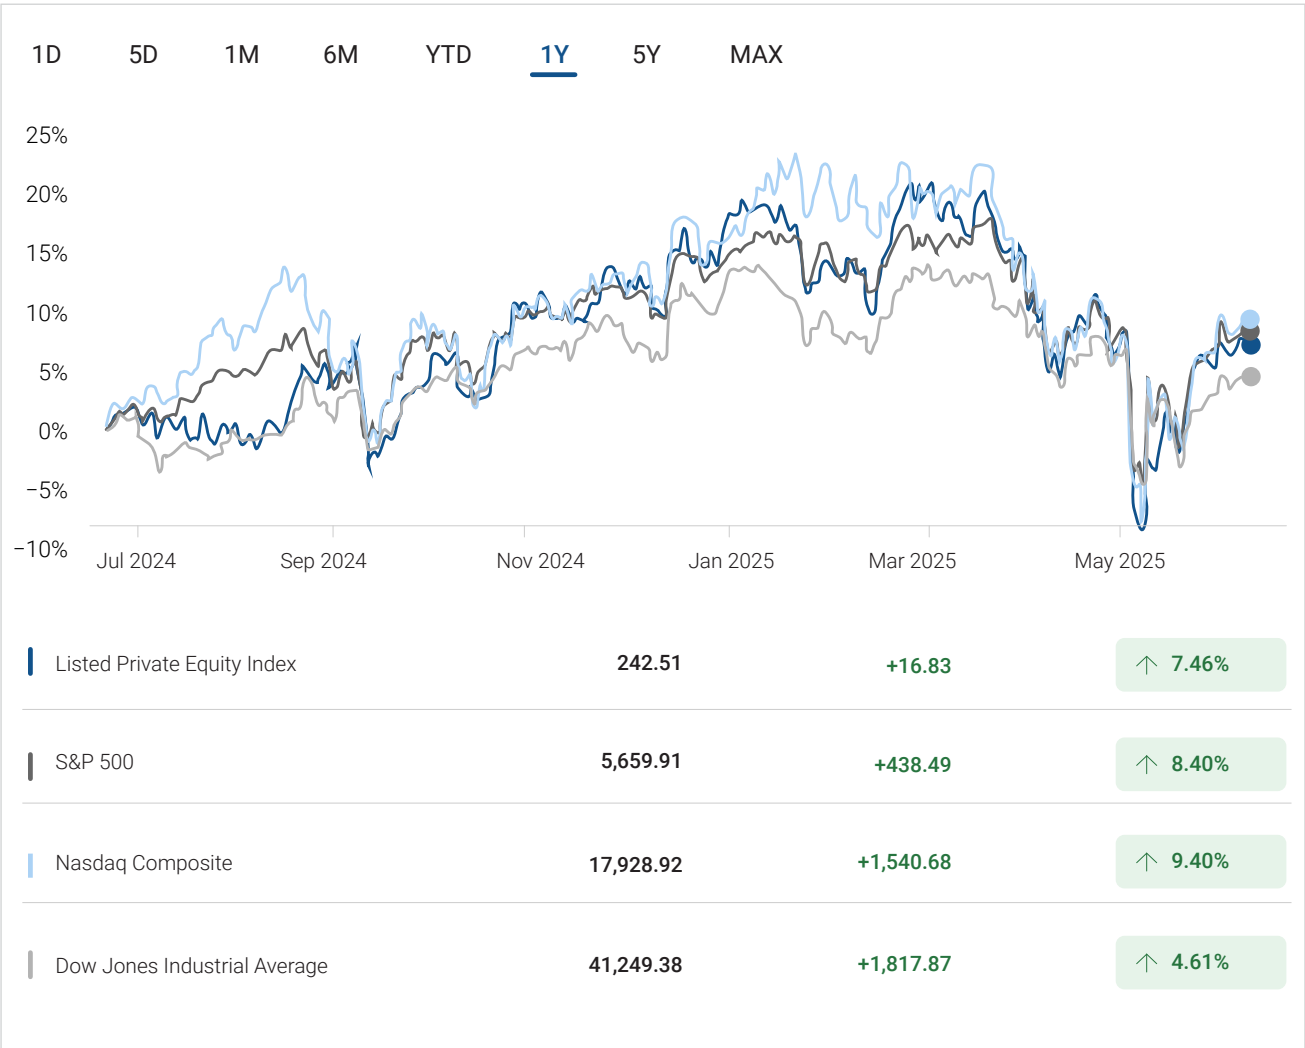 1D 5D 1M 6M YTD 1Y 5Y MAX
25%
20%
15%
10%
5%
0%
−5%
−10%
Jul 2024 Sep 2024 Nov 2024 Jan 2025 Mar 2025 May 2025
Listed Private Equity Index 242.51 +16.83 ↑ 7.46%
S&P 500 5,659.91 +438.49 ↑ 8.40%
Nasdaq Composite 17,928.92 +1,540.68 ↑ 9.40%
Dow Jones Industrial Average 41,249.38 +1,817.87 ↑ 4.61%